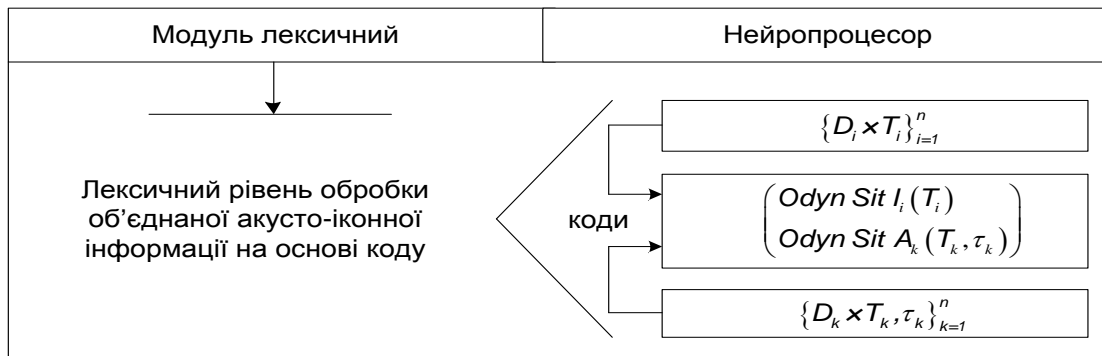 Модуль лексичний
Нейропроцесор
Лексичний рівень обробки
об’єднаної акусто-іконної
інформації на основі коду
коди
{D_i × T_i}_{i=1}^n
(Odyn Sit I_i (T_i)
Odyn Sit A_k (T_k, τ_k))
{D_k × T_k, τ_k}_{k=1}^n